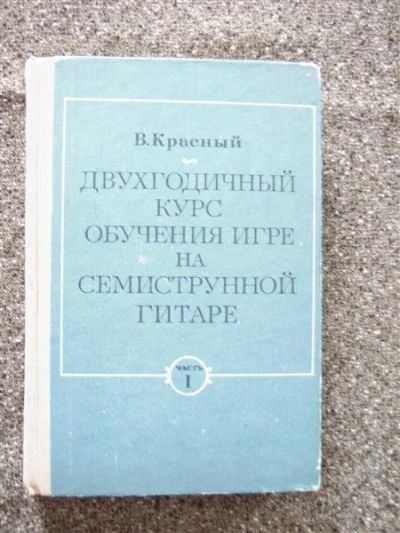 В. Красный
ДВУХГОДИЧНЫЙ
КУРС
ОБУЧЕНИЯ ИГРЕ
НА
СЕМИСТРУННОЙ
ГИТАРЕ
ЧАСТЬ
I